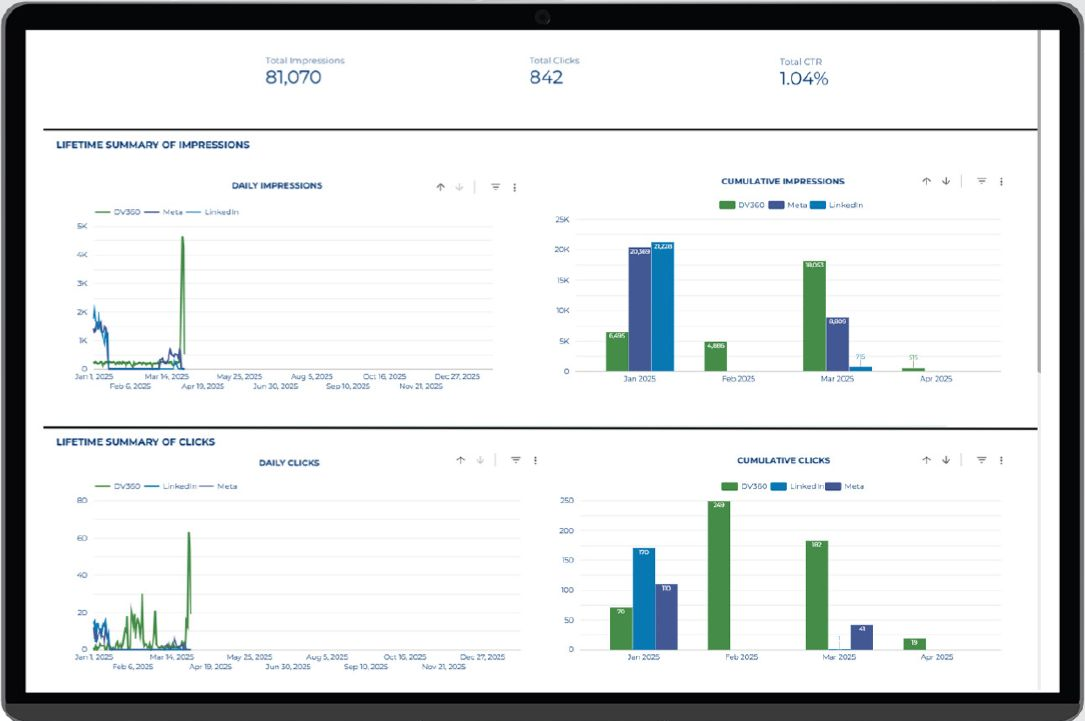 Total Impressions
81,070
Total Clicks
842
Total CTR
1.04%
LIFETIME SUMMARY OF IMPRESSIONS
DAILY IMPRESSIONS
DV360 Meta LinkedIn
5K
4K
3K
2K
1K
0
Jan 1, 2025 Mar 14, 2025 May 25, 2025 Aug 5, 2025 Oct 16, 2025 Dec 27, 2025
Feb 6, 2025 Apr 19, 2025 Jun 30, 2025 Sep 10, 2025 Nov 21, 2025
CUMULATIVE IMPRESSIONS
DV360 Meta LinkedIn
25K
20K
15K
10K
5K
0
21,228
18,053
8,809
4,886
715
515
Jan 2025 Feb 2025 Mar 2025 Apr 2025
LIFETIME SUMMARY OF CLICKS
DAILY CLICKS
DV360 LinkedIn Meta
80
60
40
20
0
Jan 1, 2025 Mar 14, 2025 May 25, 2025 Aug 5, 2025 Oct 16, 2025 Dec 27, 2025
Feb 6, 2025 Apr 19, 2025 Jun 30, 2025 Sep 10, 2025 Nov 21, 2025
CUMULATIVE CLICKS
DV360 LinkedIn Meta
250
200
150
100
50
0
70
170
110
249
182
1
41
19
Jan 2025 Feb 2025 Mar 2025 Apr 2025